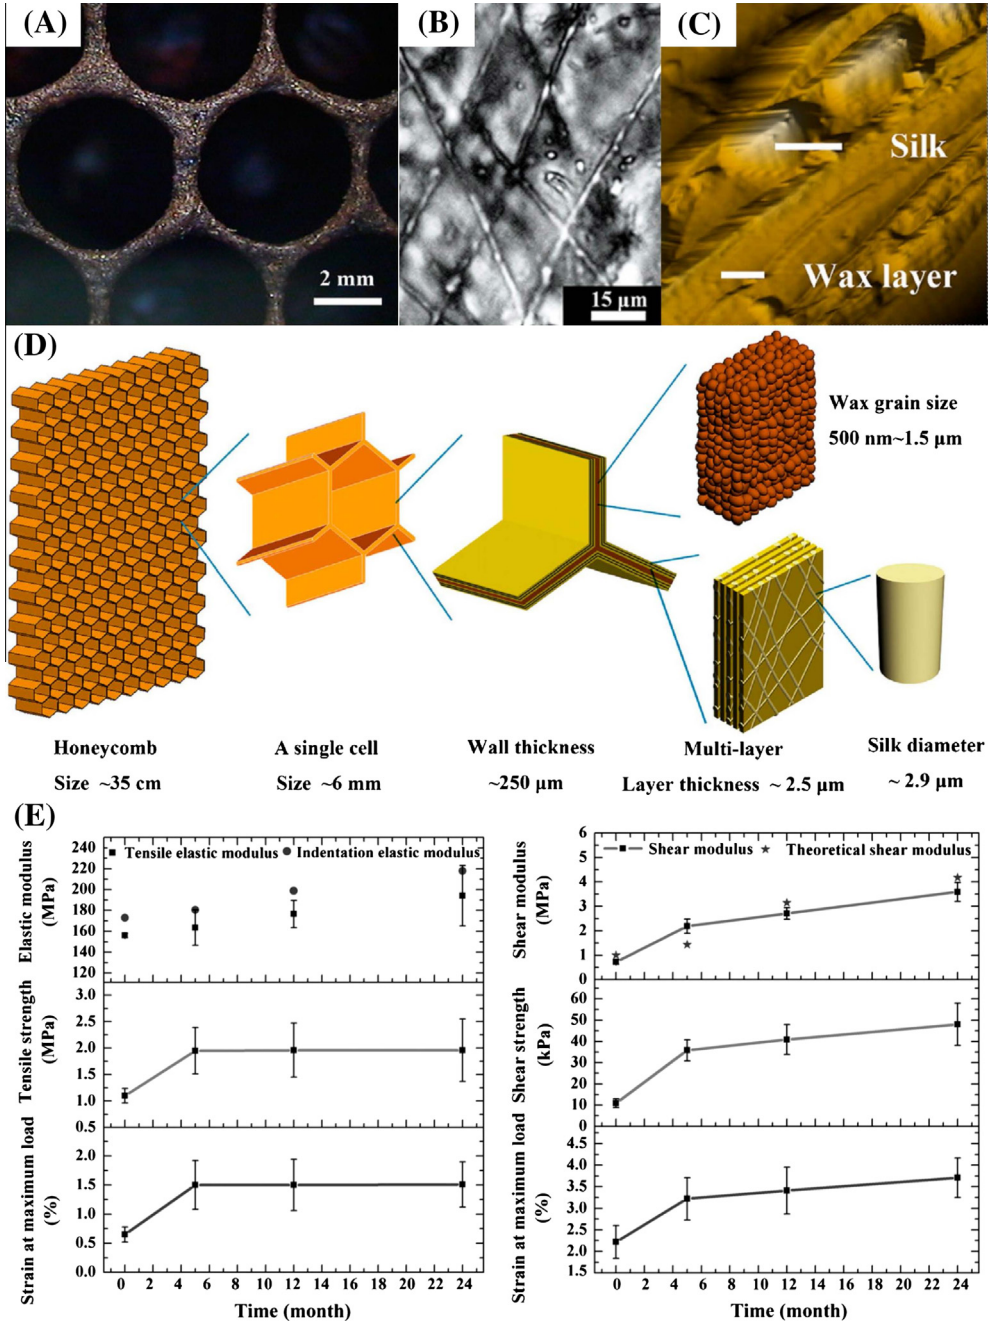 (A)
2 mm
(B)
15 µm
(C)
Silk
Wax layer
(D)
Wax grain size
500 nm~1.5 µm
Honeycomb
Size ~35 cm
A single cell
Size ~6 mm
Wall thickness
~250 µm
Multi-layer
Layer thickness ~ 2.5 µm
Silk diameter
~ 2.9 µm
(E)
Elastic modulus
(MPa)
240
220
200
180
160
140
120
Tensile elastic modulus
Indentation elastic modulus
Tensile strength
(MPa)
3.0
2.5
2.0
1.5
1.0
0.5
Strain at maximum load
(%)
2.0
1.5
1.0
0.5
0.0
0 2 4 6 8 10 12 14 16 18 20 22 24
Time (month)
Shear modulus
(MPa)
6
5
4
3
2
1
0
Shear modulus
Theoretical shear modulus
Shear strength
(kPa)
60
50
40
30
20
10
0
Strain at maximum load
(%)
4.5
4.0
3.5
3.0
2.5
2.0
1.5
0 2 4 6 8 10 12 14 16 18 20 22 24
Time (month)